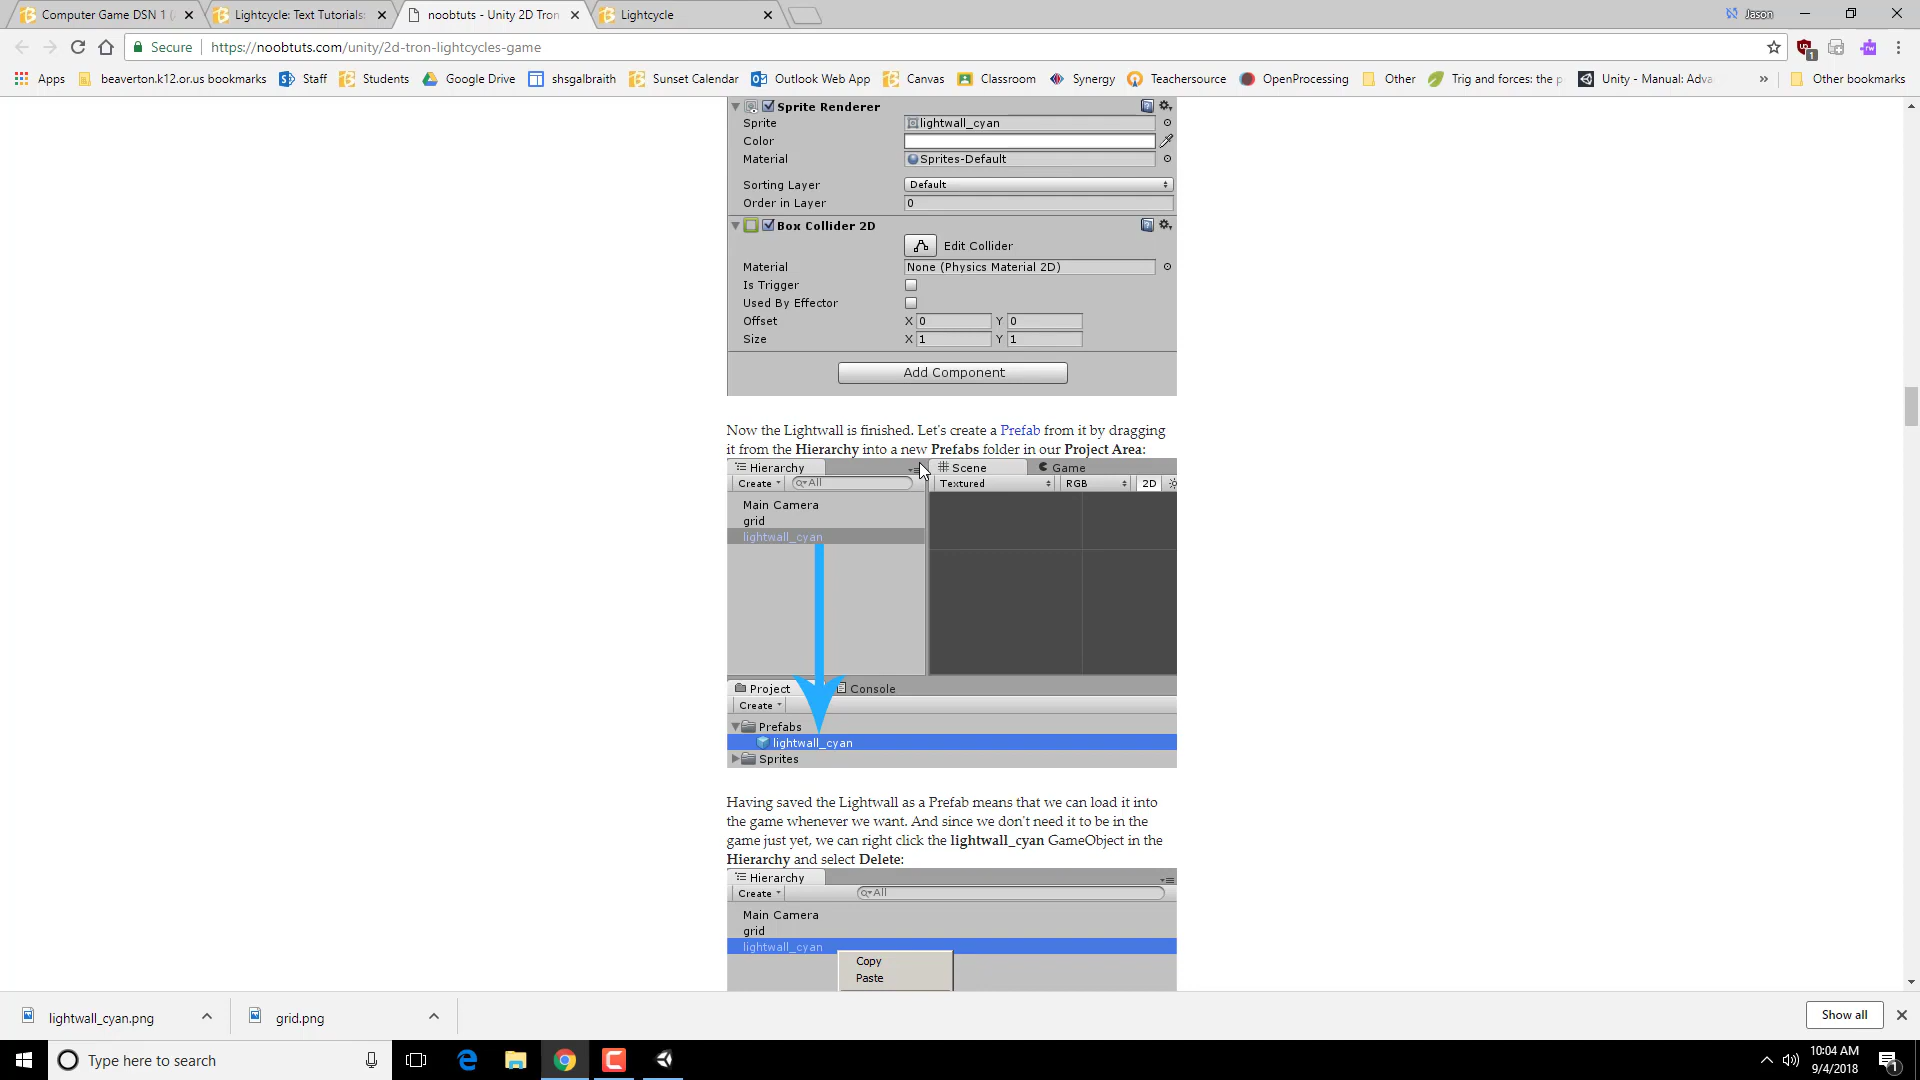 Computer Game DSN 1 (
Lightcycle: Text Tutorials:
noobtuts - Unity 2D Tron
Lightcycle
Jason
Secure
https://noobtuts.com/unity/2d-tron-lightcycles-game
Apps
beaverton.k12.or.us bookmarks
Staff
Students
Google Drive
shsgalbraith
Sunset Calendar
Outlook Web App
Canvas
Classroom
Synergy
Teachersource
OpenProcessing
Other
Trig and forces: the p
Unity - Manual: Adva
»
Other bookmarks
Sprite Renderer
Sprite lightwall_cyan
Color
Material Sprites-Default
Sorting Layer Default
Order in Layer 0
Box Collider 2D
Edit Collider
Material None (Physics Material 2D)
Is Trigger
Used By Effector
Offset X 0 Y 0
Size X 1 Y 1
Add Component
Now the Lightwall is finished. Let's create a Prefab from it by dragging
it from the Hierarchy into a new Prefabs folder in our Project Area:
Hierarchy
Scene Game
Create All
Textured RGB 2D
Main Camera
grid
lightwall_cyan
Project Console
Create
Prefabs
lightwall_cyan
Sprites
Having saved the Lightwall as a Prefab means that we can load it into
the game whenever we want. And since we don't need it to be in the
game just yet, we can right click the lightwall_cyan GameObject in the
Hierarchy and select Delete:
Hierarchy
Create All
Main Camera
grid
lightwall_cyan
Copy
Paste
lightwall_cyan.png
grid.png
Show all
Type here to search
10:04 AM
9/4/2018
1